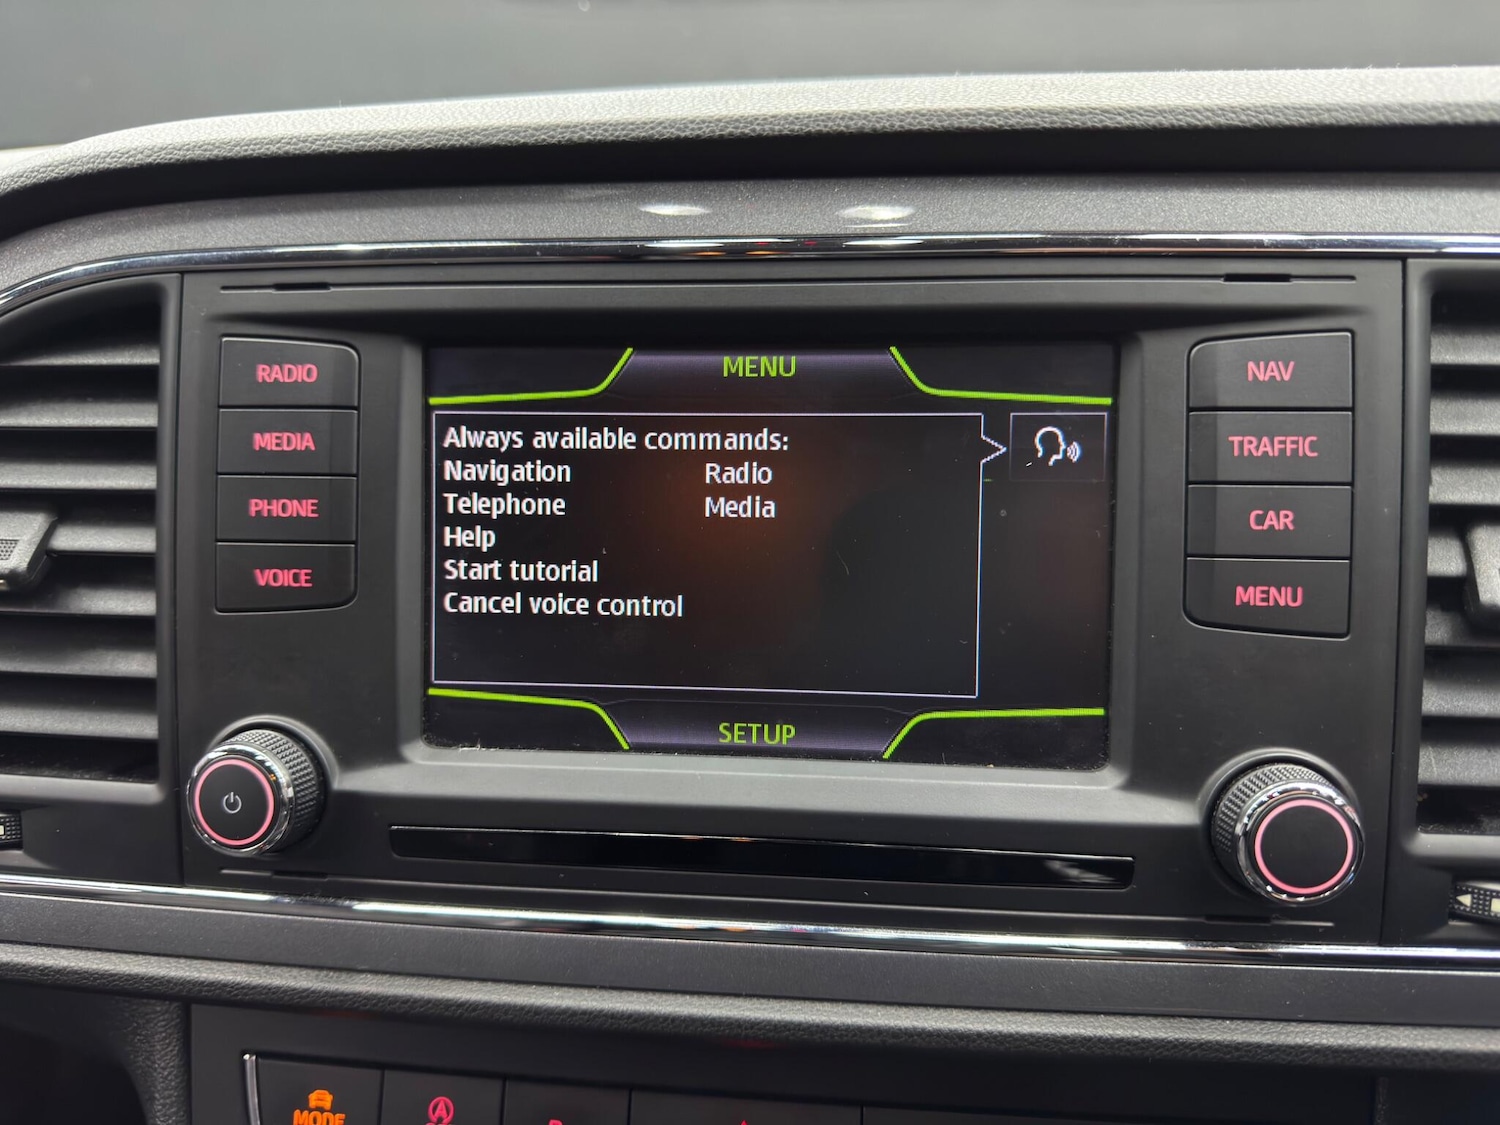 MENU
Always available commands:
Navigation Radio
Telephone Media
Help
Start tutorial
Cancel voice control
SETUP
RADIO
MEDIA
PHONE
VOICE
NAV
TRAFFIC
CAR
MENU
MODE
A